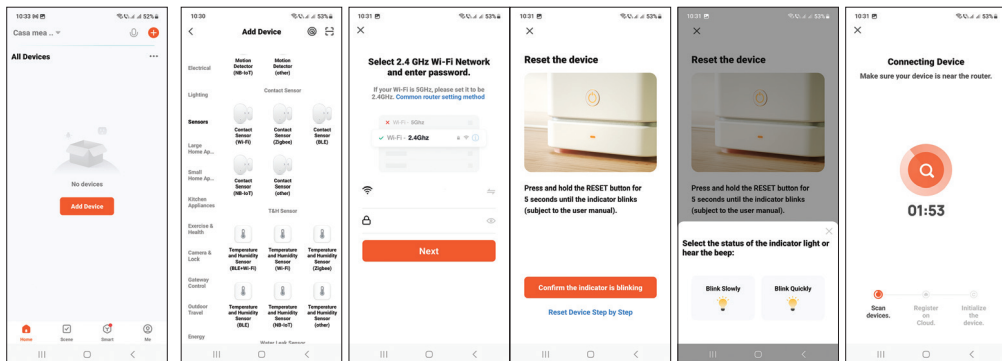 10:33
52%
Casa mea ..
All Devices
No devices
Add Device
Home
Scene
Smart
Me
10:30
53%
Add Device
Electrical
Lighting
Sensors
Large
Home Ap...
Small
Home Ap...
Kitchen
Appliances
Exercise &
Health
Camera &
Lock
Gateway
Control
Outdoor
Travel
Energy
Motion
Detector
(NB-IoT)
Motion
Detector
(other)
Contact Sensor
Contact
Sensor
(Wi-Fi)
Contact
Sensor
(Zigbee)
Contact
Sensor
(BLE)
Contact
Sensor
(NB-IoT)
Contact
Sensor
(other)
T&H Sensor
Temperature
and Humidity
Sensor
(BLE+Wi-Fi)
Temperature
and Humidity
Sensor
(Wi-Fi)
Temperature
and Humidity
Sensor
(Zigbee)
Temperature
and Humidity
Sensor
(BLE)
Temperature
and Humidity
Sensor
(NB-IoT)
Temperature
and Humidity
Sensor
(other)
Water Leak Sensor
10:31
53%
Select 2.4 GHz Wi-Fi Network
and enter password.
If your Wi-Fi is 5GHz, please set it to be
2.4GHz. Common router setting method
Wi-Fi - 5Ghz
Wi-Fi - 2.4Ghz
Next
10:31
53%
Reset the device
Press and hold the RESET button for
5 seconds until the indicator blinks
(subject to the user manual).
Confirm the indicator is blinking
Reset Device Step by Step
10:31
53%
Reset the device
Press and hold the RESET button for
5 seconds until the indicator blinks
(subject to the user manual).
Select the status of the indicator light or
hear the beep:
Blink Slowly
Blink Quickly
10:31
53%
Connecting Device
Make sure your device is near the router.
01:53
Scan
devices.
Register
on
Cloud.
Initialize
the
device.